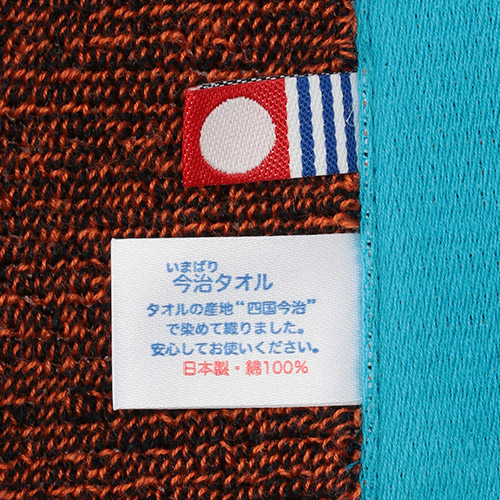 いまばり
今治タオル
タオルの産地“四国今治”
で染めて織りました。
安心してお使いください。
日本製・綿100%